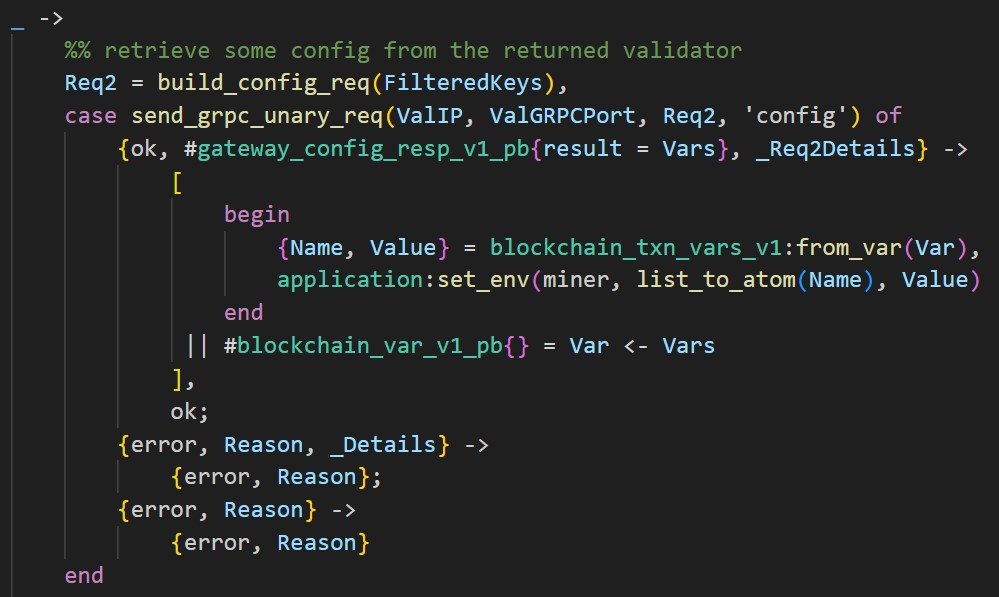 _ ->
%% retrieve some config from the returned validator
Req2 = build_config_req(FilteredKeys),
case send_grpc_unary_req(ValIP, ValGRPCPort, Req2, 'config') of
{ok, #gateway_config_resp_v1_pb{result = Vars}, _Req2Details} ->
[
begin
{Name, Value} = blockchain_txn_vars_v1:from_var(Var),
application:set_env(miner, list_to_atom(Name), Value)
end
|| #blockchain_var_v1_pb{} = Var <- Vars
],
ok;
{error, Reason, _Details} ->
{error, Reason};
{error, Reason} ->
{error, Reason}
end